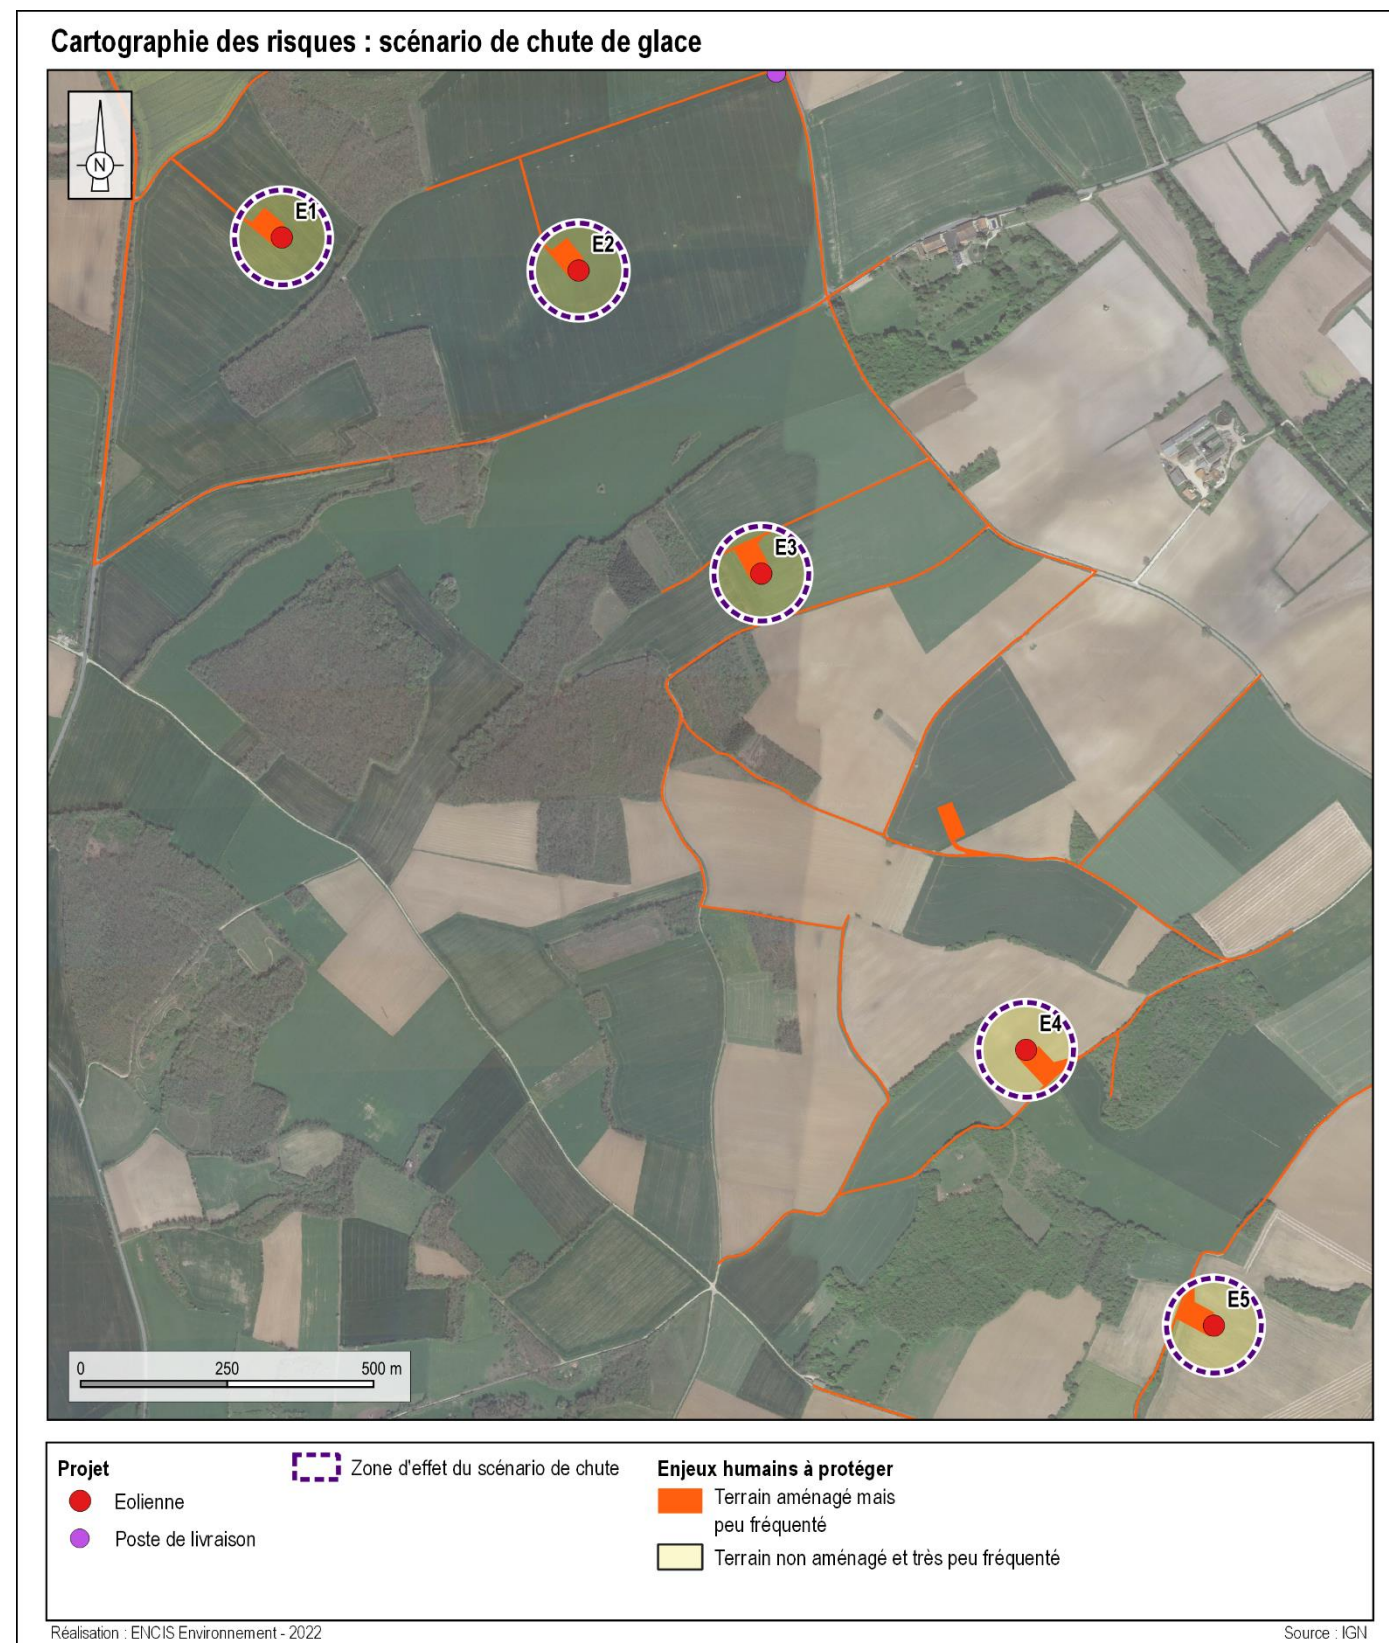 Cartographie des risques : scénario de chute de glace
N
E1
E2
E3
E4
E5
0 250 500 m
Projet
Eolienne
Poste de livraison
Zone d'effet du scénario de chute
Enjeux humains à protéger
Terrain aménagé mais
peu fréquenté
Terrain non aménagé et très peu fréquenté
Réalisation : ENCIS Environnement - 2022
Source : IGN